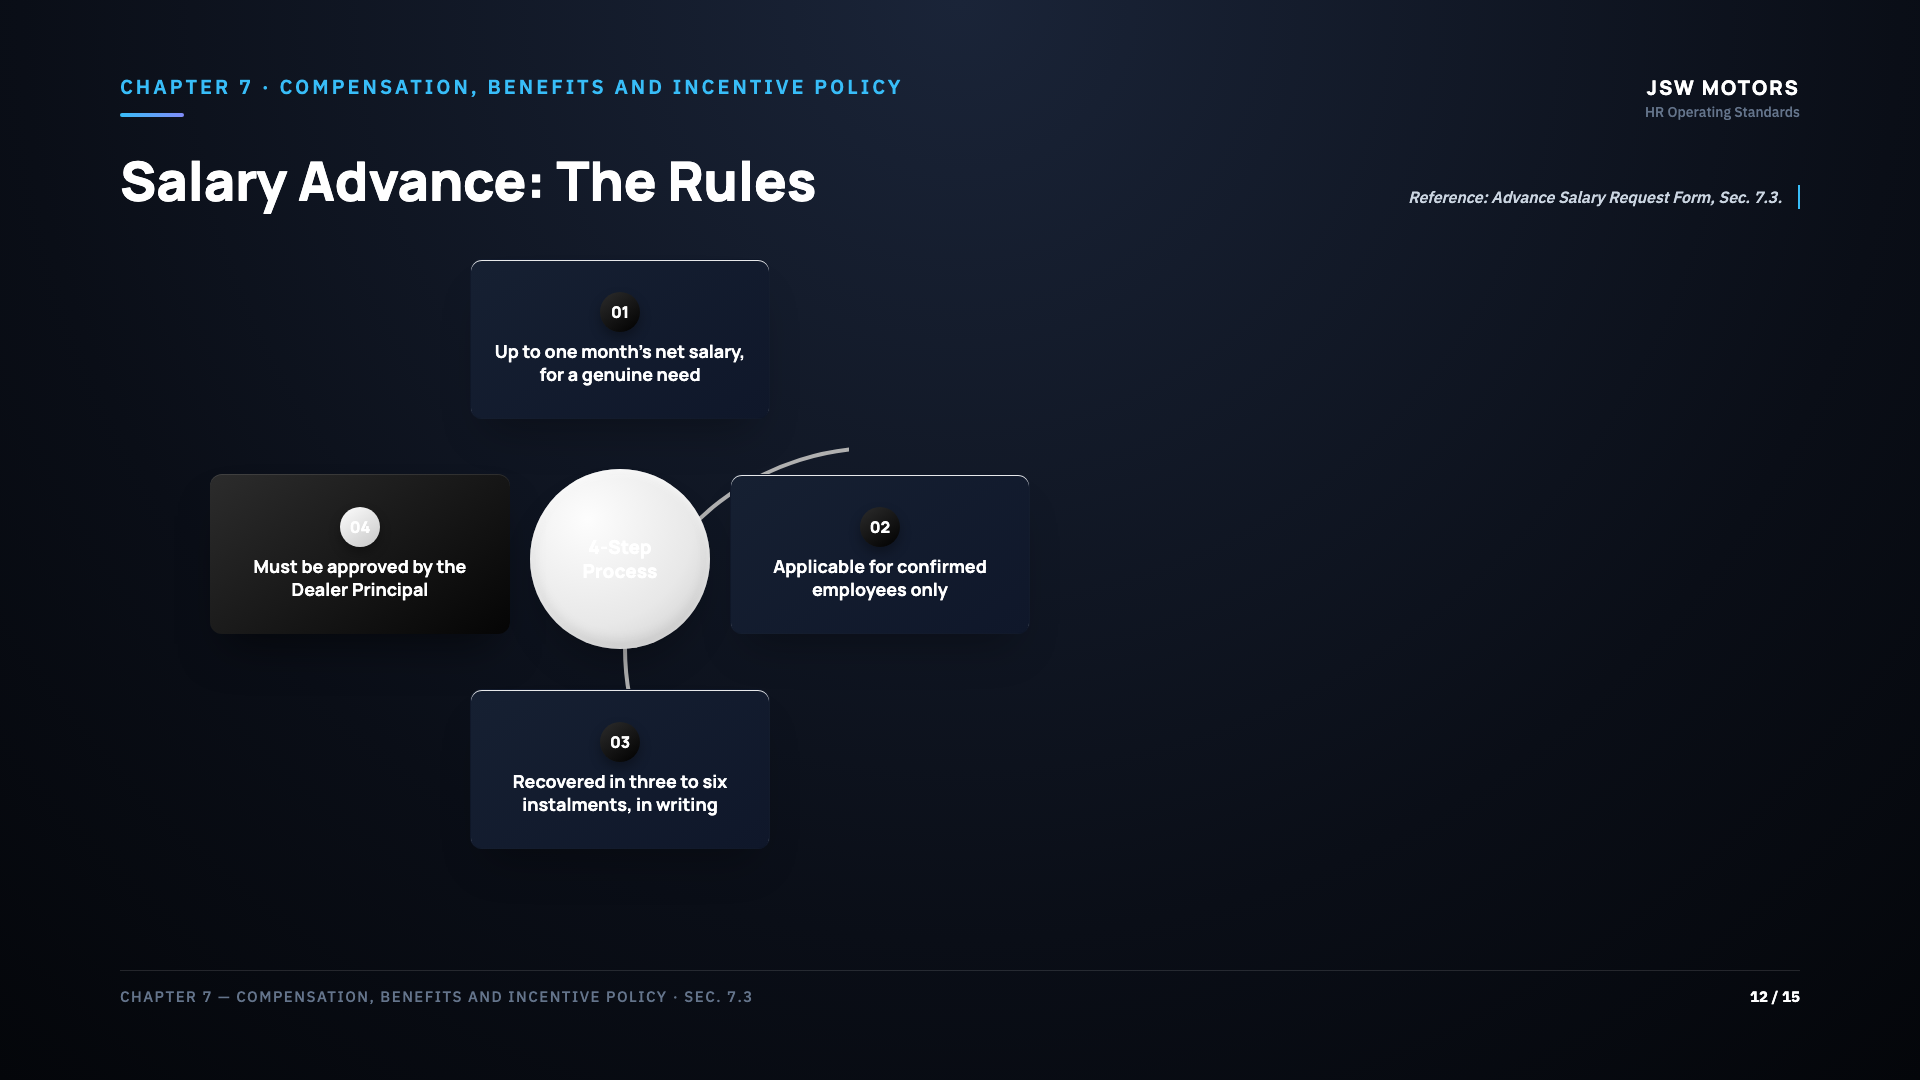 CHAPTER 7 · COMPENSATION, BENEFITS AND INCENTIVE POLICY
JSW MOTORS
HR Operating Standards
Salary Advance: The Rules
Reference: Advance Salary Request Form, Sec. 7.3.
01
Up to one month's net salary,
for a genuine need
04
Must be approved by the
Dealer Principal
4-Step
Process
02
Applicable for confirmed
employees only
03
Recovered in three to six
instalments, in writing
CHAPTER 7 — COMPENSATION, BENEFITS AND INCENTIVE POLICY · SEC. 7.3
12 / 15